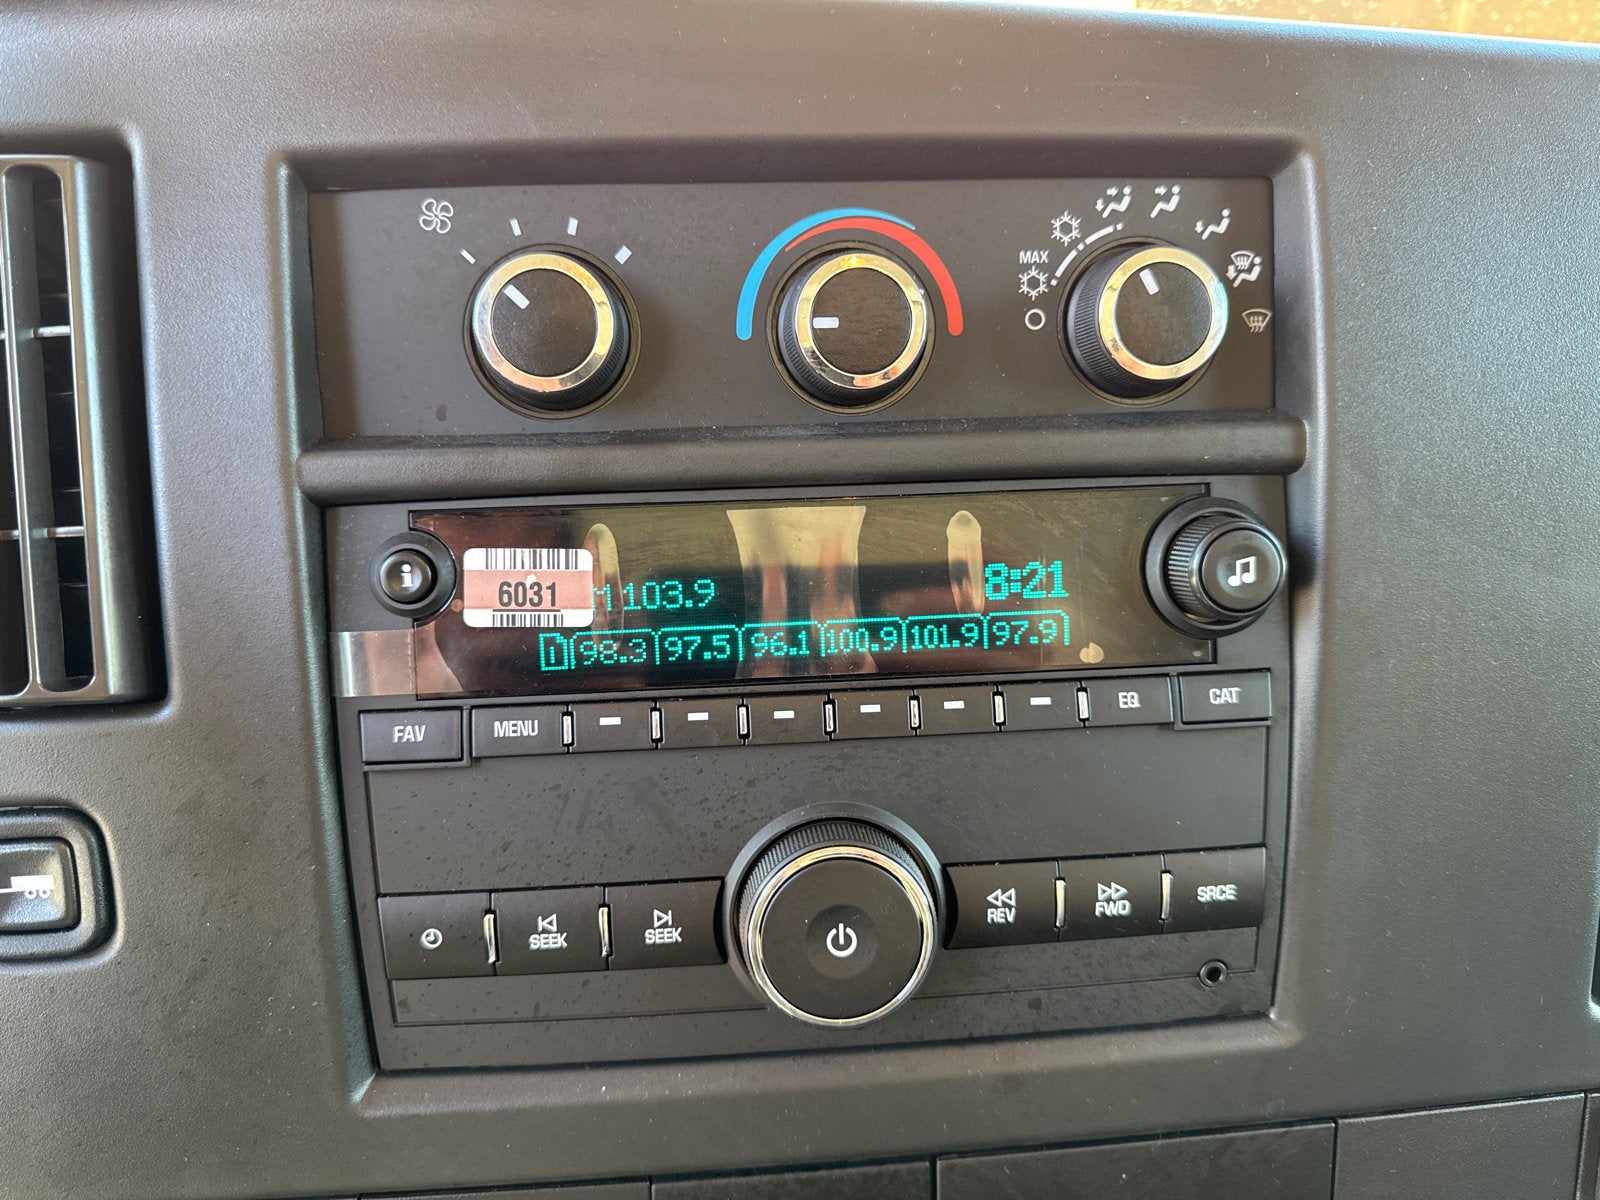 MAX
i
6031
M 103.9
8:21
1 98.3 97.5 96.1 100.9 101.9 97.9
FAV
MENU
EQ
CAT
SEEK
SEEK
REV
FWD
SRCE